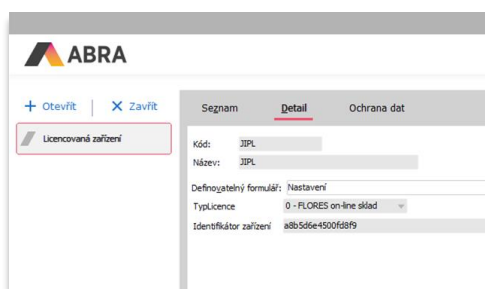 ABRA
+ Otevřít | X Zavřít
Licencovaná zařízení
Seznam Detail Ochrana dat
Kód: JIPL
Název: JIPL
Definovatelný formulář: Nastavení
TypLicence 0 - FLORES on-line sklad
Identifikátor zařízení a8b5d6e4500fd8f9